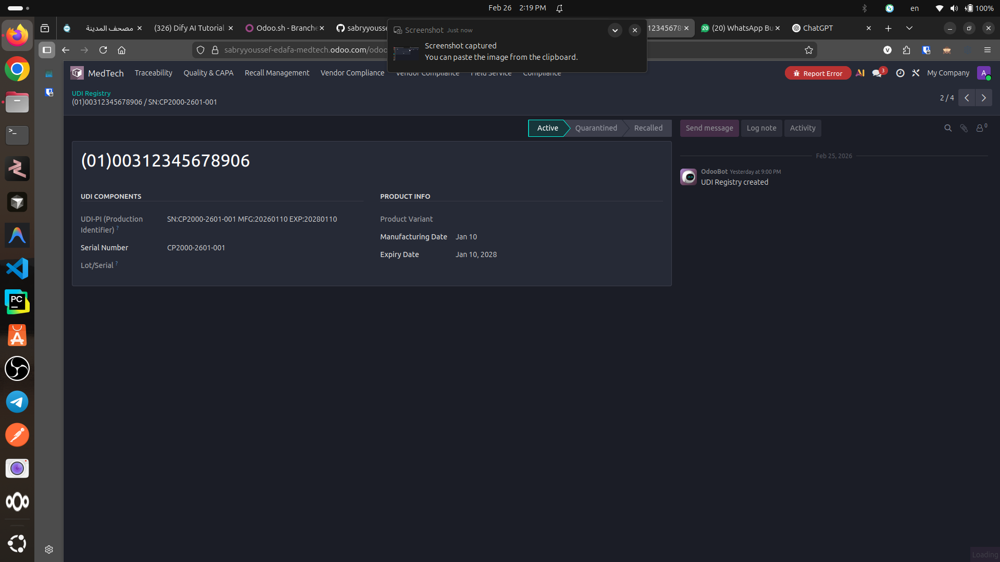 Feb 26 2:19 PM
en
100%
مصحف المدينة
(326) Dify AI Tutorial
Odoo.sh - Branche
sabryyousse
12345678
(20) WhatsApp Bu
ChatGPT
Screenshot Just now
Screenshot captured
You can paste the image from the clipboard.
sabryyoussef-edafa-medtech.odoo.com/odoo
MedTech
Traceability
Quality & CAPA
Recall Management
Vendor Compliance
Vendor Compliance
Field Service
Compliance
Report Error
3
My Company
A
UDI Registry
(01)00312345678906 / SN:CP2000-2601-001
2 / 4
Active
Quarantined
Recalled
Send message
Log note
Activity
0
(01)00312345678906
UDI COMPONENTS
UDI-PI (Production Identifier) ?
SN:CP2000-2601-001 MFG:20260110 EXP:20280110
Serial Number
CP2000-2601-001
Lot/Serial ?
PRODUCT INFO
Product Variant
Manufacturing Date
Jan 10
Expiry Date
Jan 10, 2028
Feb 25, 2026
OdooBot Yesterday at 9:00 PM
UDI Registry created
Loading